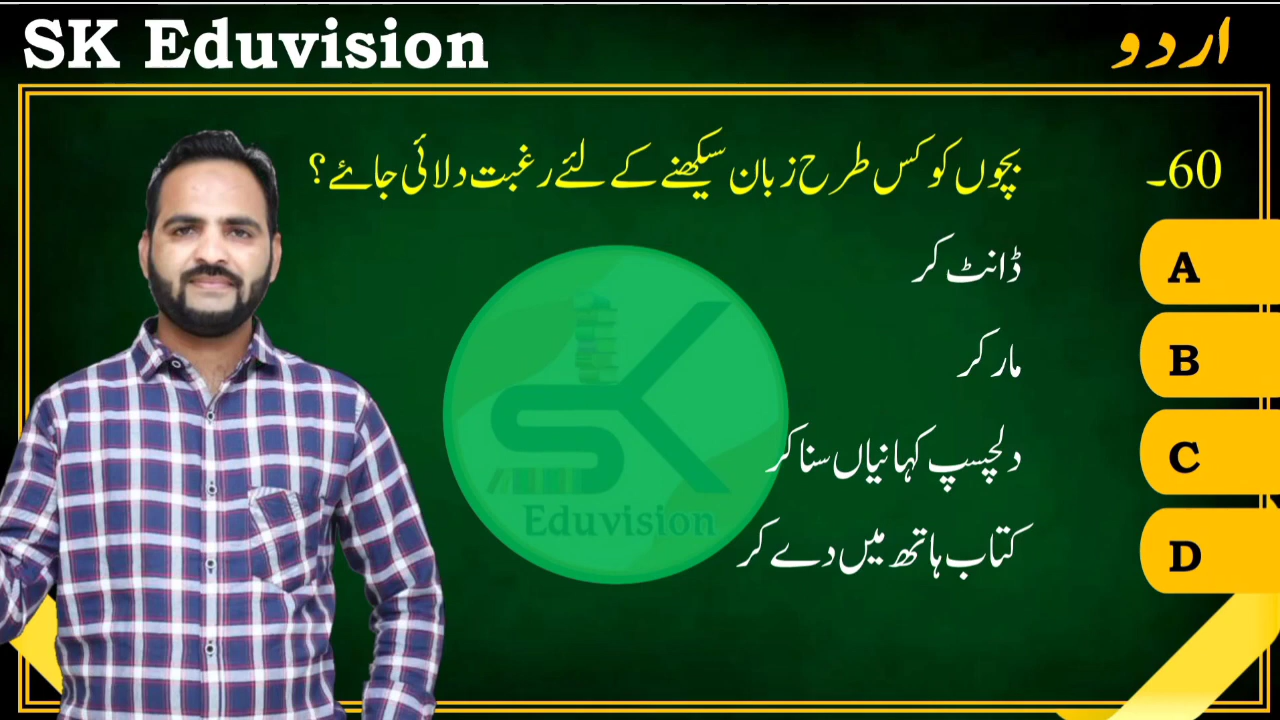 SK Eduvision
اردو
60۔ بچوں کو کس طرح زبان سیکھنے کے لئے رغبت دلائی جائے؟
A ڈانٹ کر
B مار کر
C دلچسپ کہانیاں سنا کر
D کتاب ہاتھ میں دے کر
SK
Eduvision